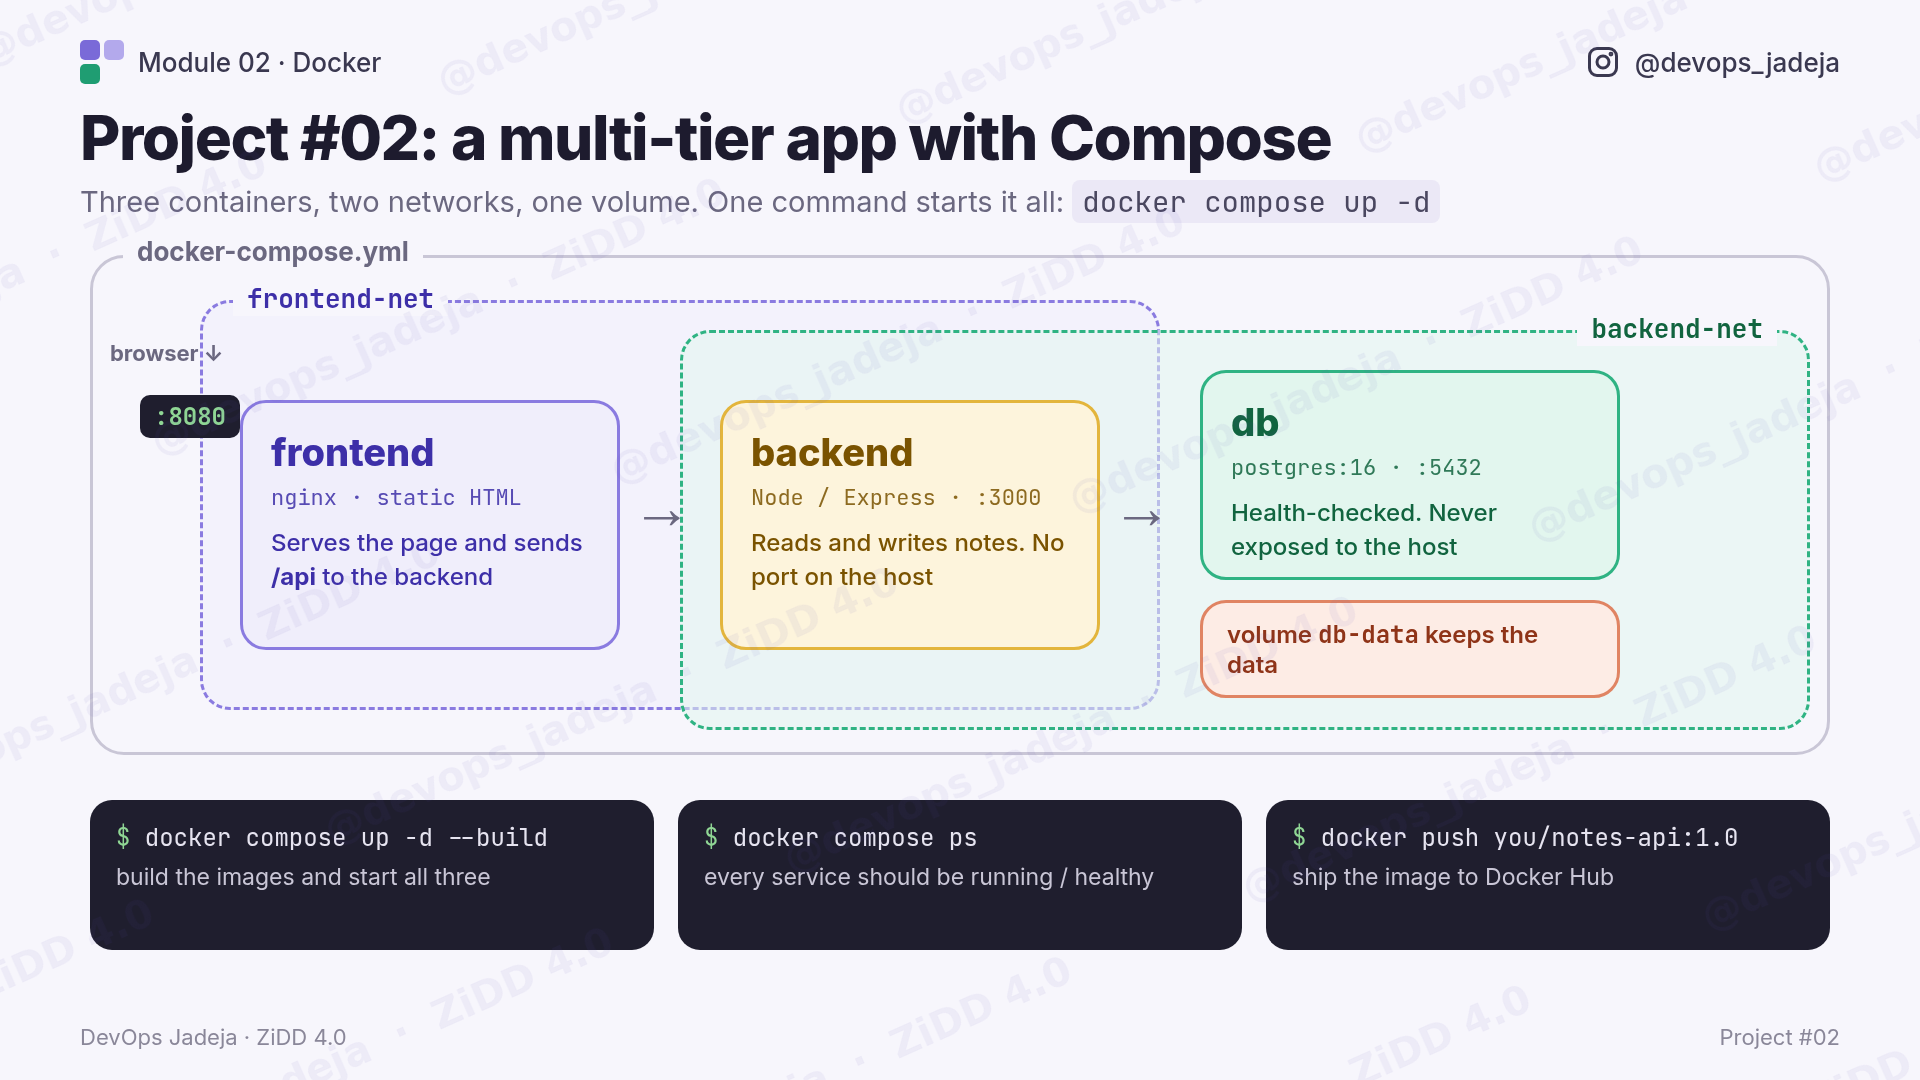 Module 02 · Docker
@devops_jadeja
Project #02: a multi-tier app with Compose
Three containers, two networks, one volume. One command starts it all: docker compose up -d
docker-compose.yml
frontend-net
backend-net
browser ↓
:8080
frontend
nginx · static HTML
Serves the page and sends
/api to the backend
→
backend
Node / Express · :3000
Reads and writes notes. No
port on the host
→
db
postgres:16 · :5432
Health-checked. Never
exposed to the host
volume db-data keeps the
data
$ docker compose up -d --build
build the images and start all three
$ docker compose ps
every service should be running / healthy
$ docker push you/notes-api:1.0
ship the image to Docker Hub
DevOps Jadeja · ZiDD 4.0
Project #02
@devops_jadeja · ZiDD 4.0